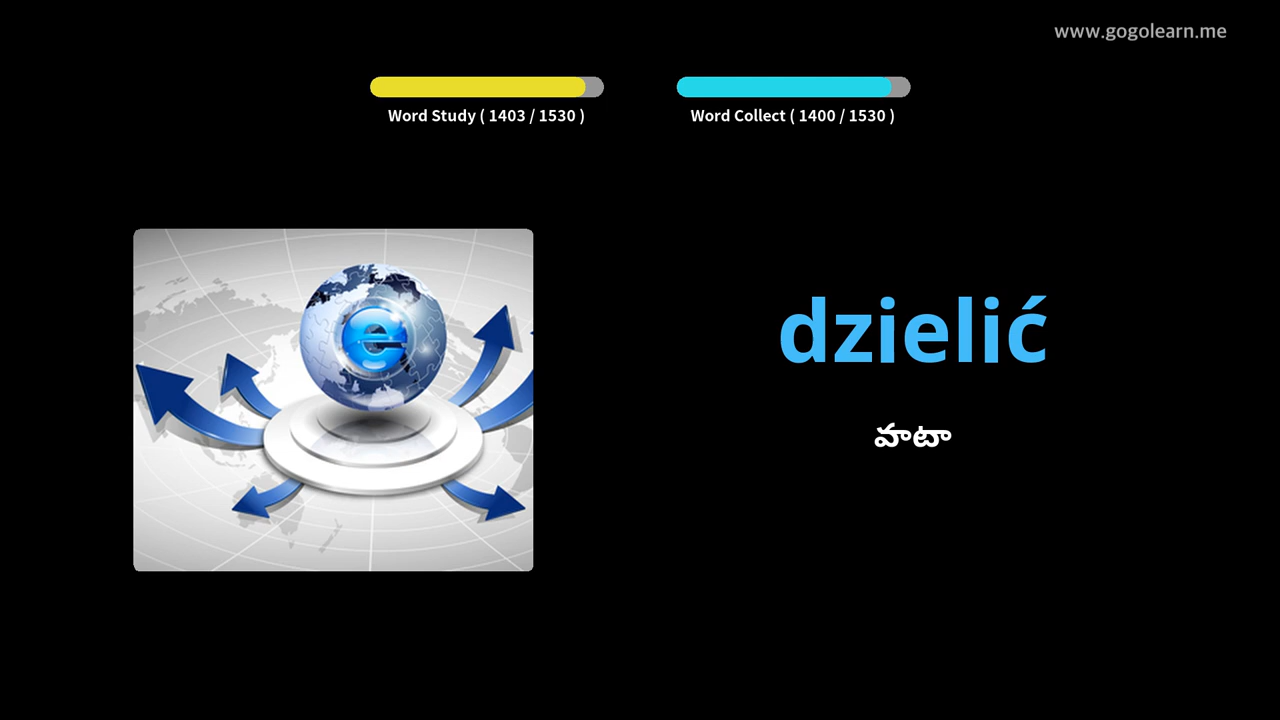 www.gogolearn.me
Word Study ( 1403 / 1530 )
Word Collect ( 1400 / 1530 )
e
dzielić
వాటా